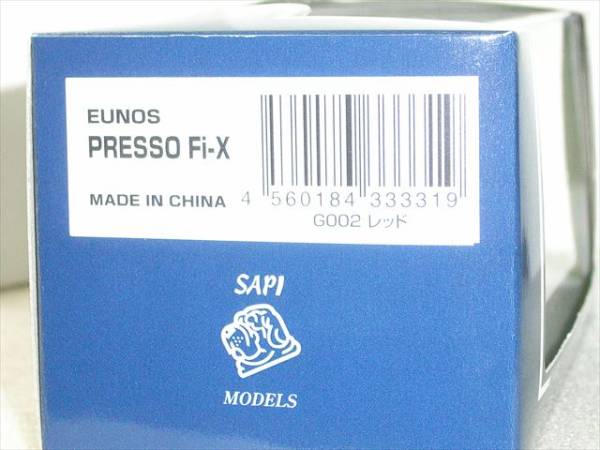 EUNOS
PRESSO Fi-X
MADE IN CHINA
4 560184 333319
G002 レッド
SAPI
MODELS